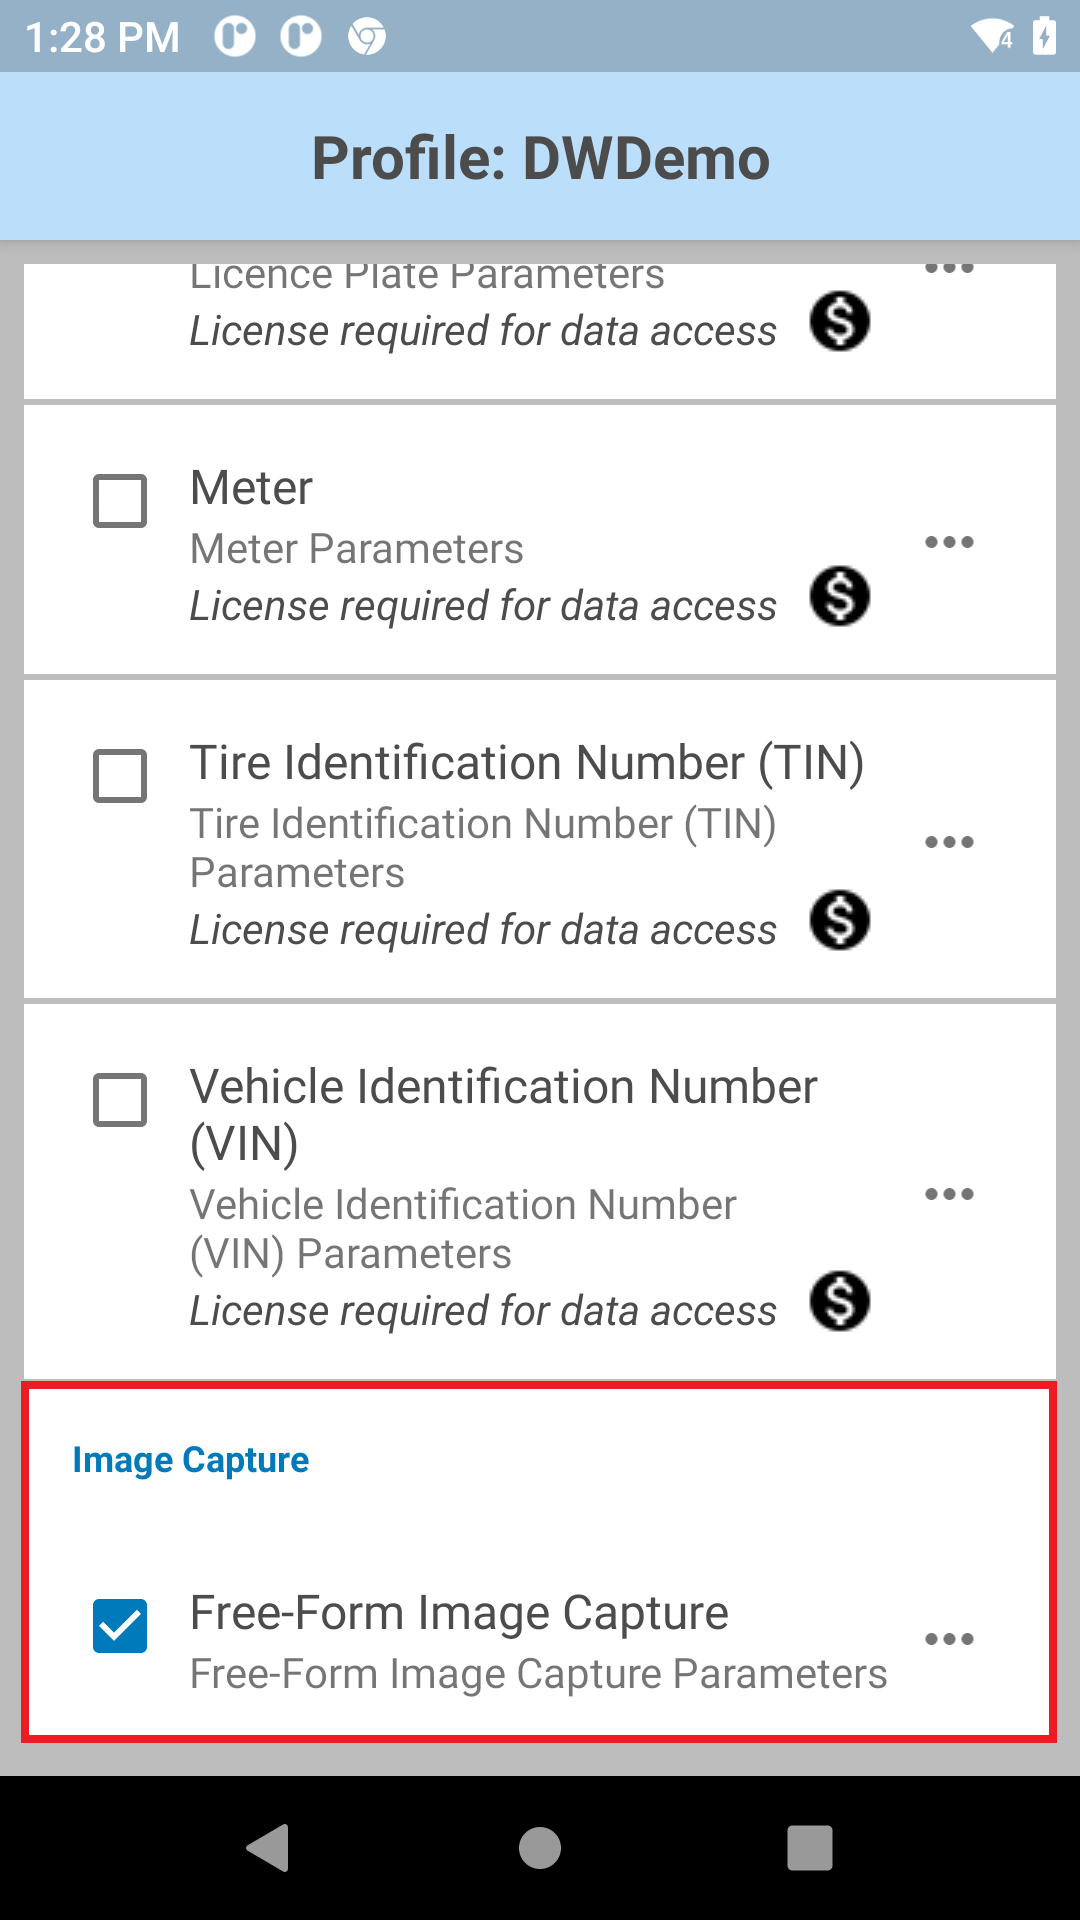 1:28 PM
4
Profile: DWDemo
Licence Plate Parameters
License required for data access
Meter
Meter Parameters
License required for data access
Tire Identification Number (TIN)
Tire Identification Number (TIN)
Parameters
License required for data access
Vehicle Identification Number
(VIN)
Vehicle Identification Number
(VIN) Parameters
License required for data access
Image Capture
Free-Form Image Capture
Free-Form Image Capture Parameters